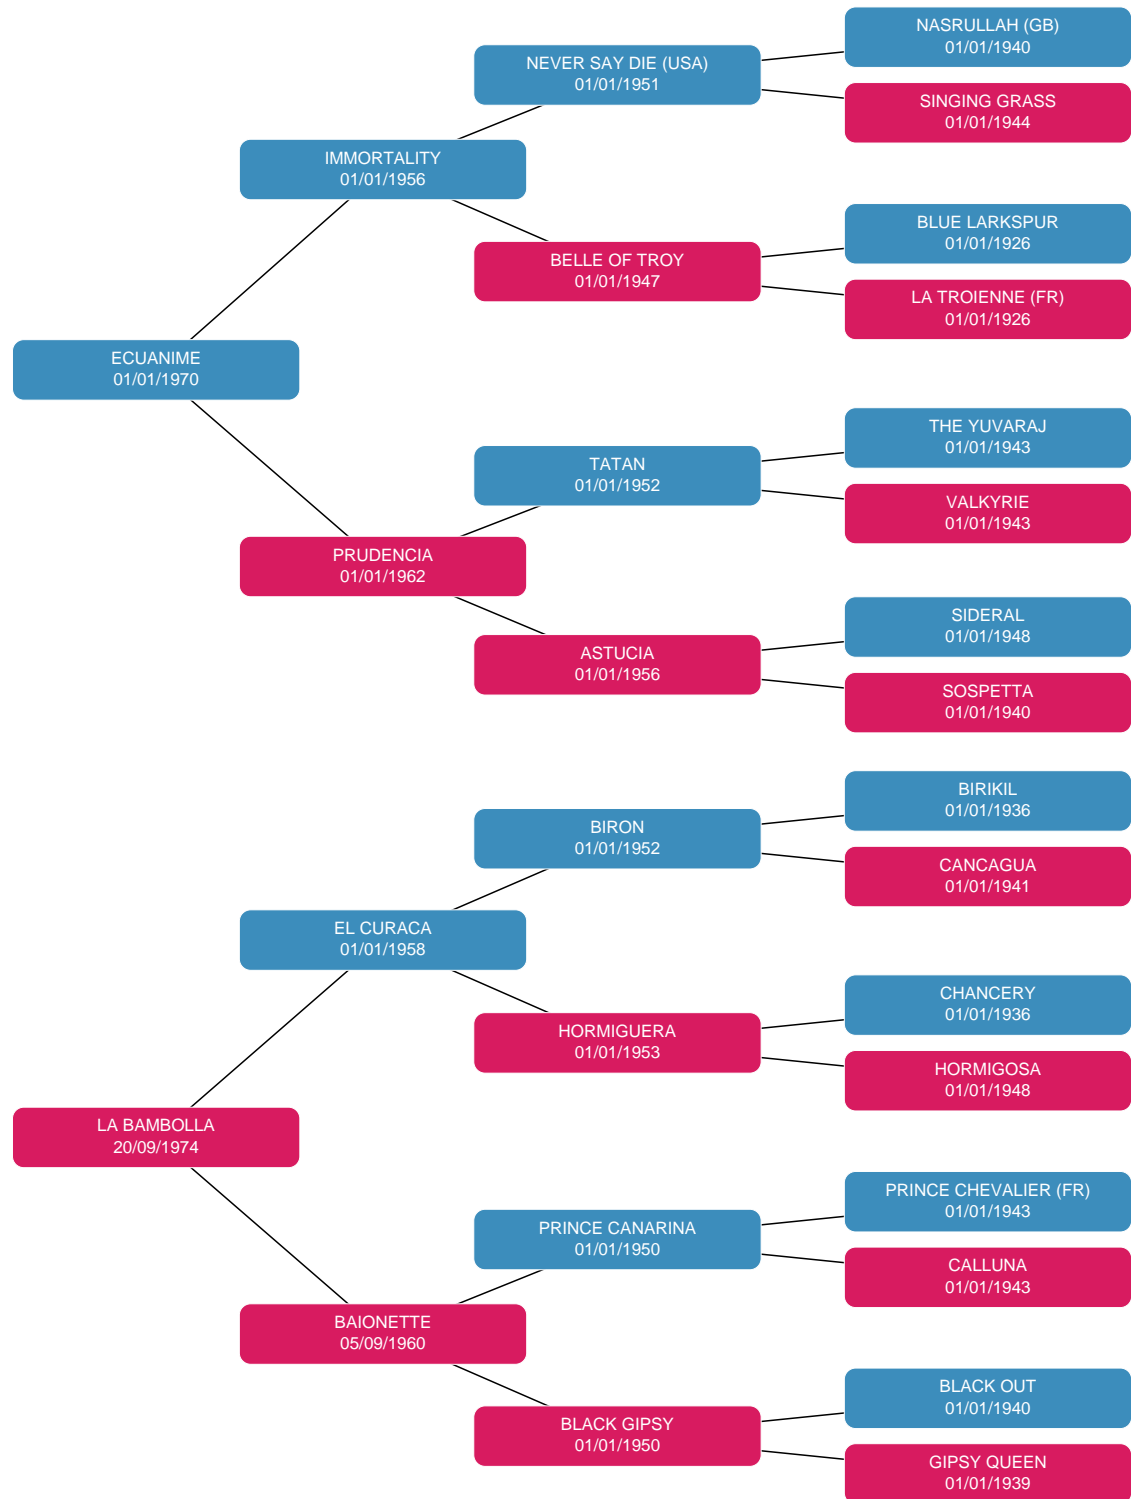 NASRULLAH (GB)
01/01/1940
NEVER SAY DIE (USA)
01/01/1951
SINGING GRASS
01/01/1944
IMMORTALITY
01/01/1956
BLUE LARKSPUR
01/01/1926
BELLE OF TROY
01/01/1947
LA TROIENNE (FR)
01/01/1926
ECUANIME
01/01/1970
THE YUVARAJ
01/01/1943
TATAN
01/01/1952
VALKYRIE
01/01/1943
PRUDENCIA
01/01/1962
SIDERAL
01/01/1948
ASTUCIA
01/01/1956
SOSPETTA
01/01/1940
BIRIKIL
01/01/1936
BIRON
01/01/1952
CANCAGUA
01/01/1941
EL CURACA
01/01/1958
CHANCERY
01/01/1936
HORMIGUERA
01/01/1953
HORMIGOSA
01/01/1948
LA BAMBOLLA
20/09/1974
PRINCE CHEVALIER (FR)
01/01/1943
PRINCE CANARINA
01/01/1950
CALLUNA
01/01/1943
BAIONETTE
05/09/1960
BLACK OUT
01/01/1940
BLACK GIPSY
01/01/1950
GIPSY QUEEN
01/01/1939